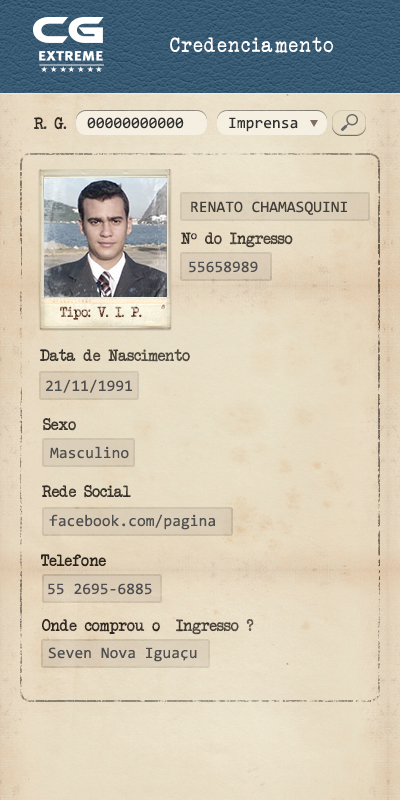 CG
EXTREME
Credenciamento
R. G. 00000000000 Imprensa
RENATO CHAMASQUINI
Nº do Ingresso
55658989
Tipo: V. I. P.
Data de Nascimento
21/11/1991
Sexo
Masculino
Rede Social
facebook.com/pagina
Telefone
55 2695-6885
Onde comprou o Ingresso ?
Seven Nova Iguaçu